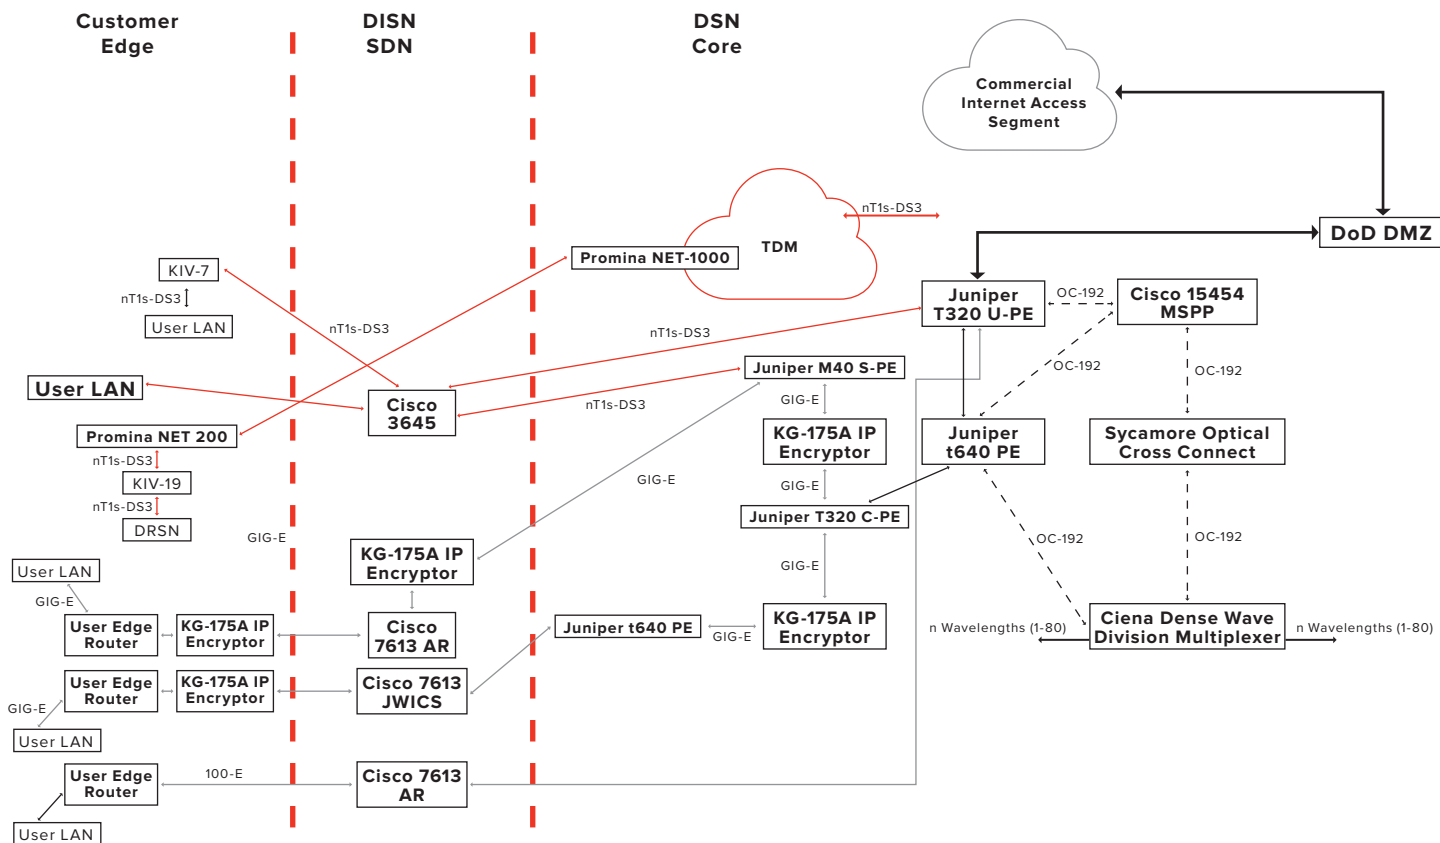 Customer
Edge
DISN
SDN
DSN
Core
Commercial
Internet Access
Segment
nT1s-DS3
TDM
Promina NET-1000
DoD DMZ
KIV-7
nT1s-DS3
User LAN
nT1s-DS3
nT1s-DS3
Juniper
T320 U-PE
OC-192
Cisco 15454
MSPP
OC-192
OC-192
User LAN
Cisco
3645
nT1s-DS3
Juniper M40 S-PE
GIG-E
Promina NET 200
nT1s-DS3
KIV-19
nT1s-DS3
DRSN
KG-175A IP
Encryptor
GIG-E
GIG-E
Juniper
t640 PE
Sycamore Optical
Cross Connect
Juniper T320 C-PE
GIG-E
GIG-E
OC-192
OC-192
KG-175A IP
Encryptor
User LAN
GIG-E
User Edge
Router
KG-175A IP
Encryptor
Cisco
7613 AR
Juniper t640 PE
GIG-E
KG-175A IP
Encryptor
n Wavelengths (1-80)
Ciena Dense Wave
Division Multiplexer
n Wavelengths (1-80)
User Edge
Router
KG-175A IP
Encryptor
Cisco 7613
JWICS
GIG-E
User LAN
User Edge
Router
100-E
Cisco 7613
AR
User LAN